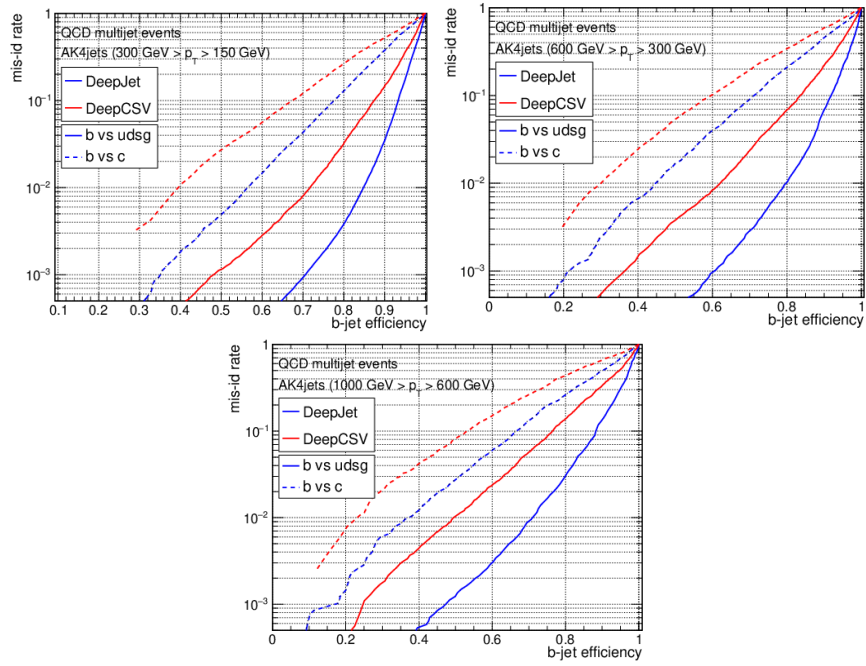 mis-id rate
QCD multijet events
AK4jets (300 GeV > p_T > 150 GeV)
DeepJet
DeepCSV
b vs udsg
b vs c
1
10⁻¹
10⁻²
10⁻³
0.1 0.2 0.3 0.4 0.5 0.6 0.7 0.8 0.9 1
b-jet efficiency
mis-id rate
QCD multijet events
AK4jets (600 GeV > p_T > 300 GeV)
DeepJet
DeepCSV
b vs udsg
b vs c
1
10⁻¹
10⁻²
10⁻³
0 0.2 0.4 0.6 0.8 1
b-jet efficiency
mis-id rate
QCD multijet events
AK4jets (1000 GeV > p_T > 600 GeV)
DeepJet
DeepCSV
b vs udsg
b vs c
1
10⁻¹
10⁻²
10⁻³
0 0.2 0.4 0.6 0.8 1
b-jet efficiency